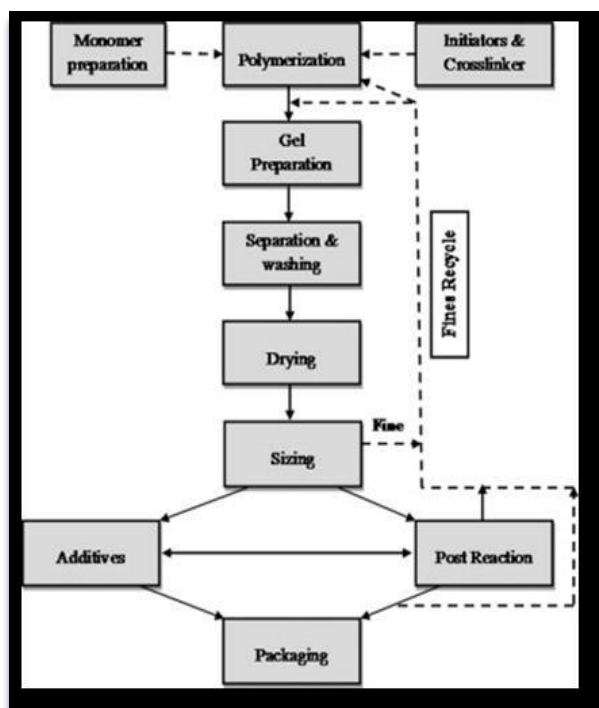 Monomer
preparation
Polymerization
Initiators &
Crosslinker
Gel
Preparation
Separation &
washing
Fines Recycle
Drying
Fine
Sizing
Additives
Post Reaction
Packaging